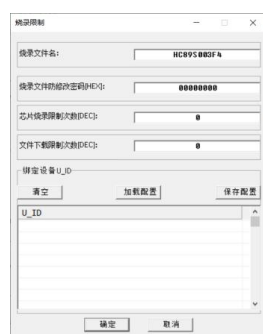 烧录限制
烧录文件名: HC89S003F4
烧录文件防修改密码(HEX): 00000000
芯片烧录限制次数(DEC): 0
文件下载限制次数(DEC): 0
绑定设备U_ID
清空 加载配置 保存配置
U_ID
确定 取消